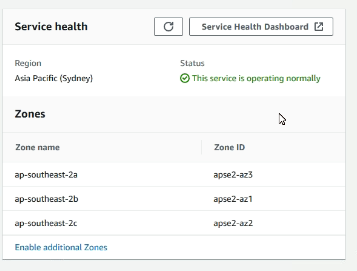 Service health
Service Health Dashboard
Region
Status
Asia Pacific (Sydney)
This service is operating normally
Zones
Zone name
Zone ID
ap-southeast-2a
apse2-az3
ap-southeast-2b
apse2-az1
ap-southeast-2c
apse2-az2
Enable additional Zones